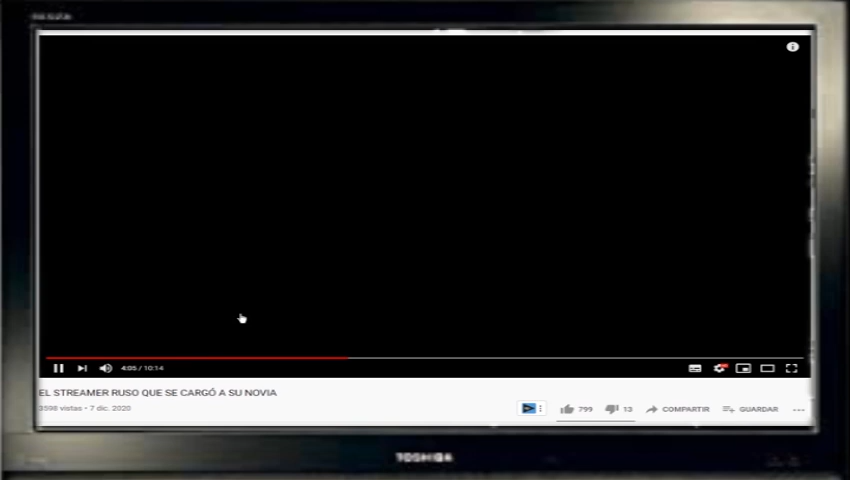 4:05 / 10:14
EL STREAMER RUSO QUE SE CARGÓ A SU NOVIA
3598 vistas • 7 dic. 2020
799
13
COMPARTIR
GUARDAR
TOSHIBA